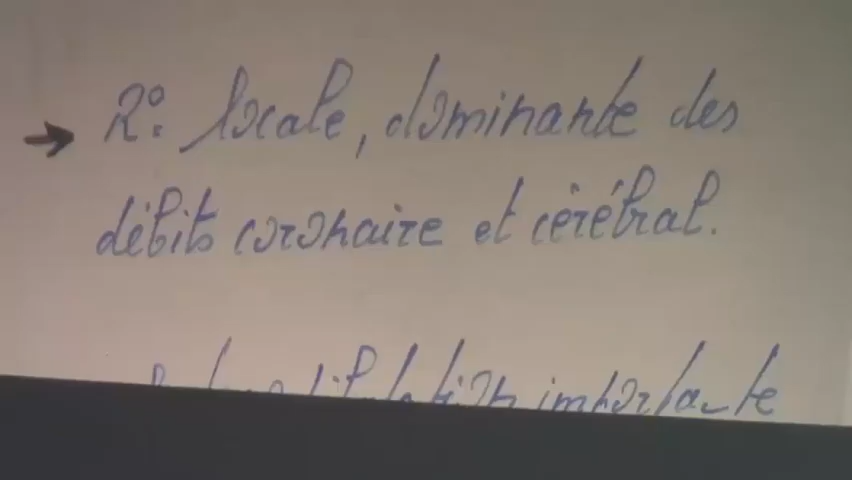 → R°: locale, dominante des
débits coronaire et cérébral.
importante